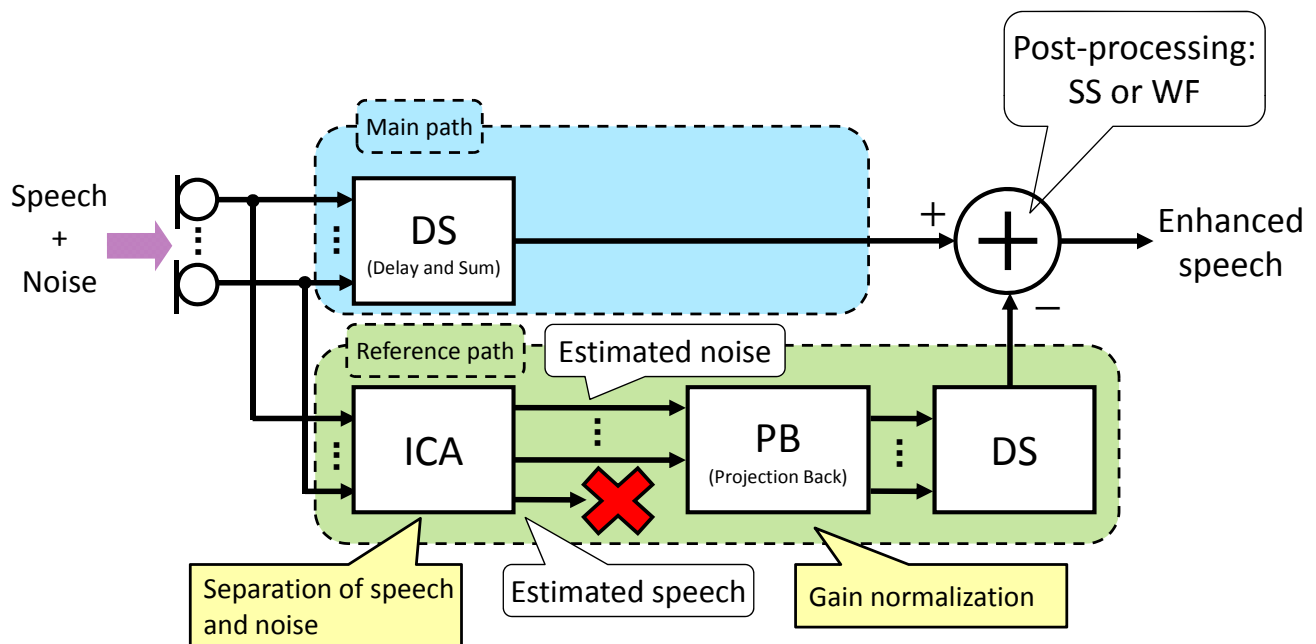 Post-processing:
SS or WF
Main path
Speech
+
Noise
DS
(Delay and Sum)
+
Enhanced
speech
−
Reference path
Estimated noise
ICA
PB
(Projection Back)
DS
Separation of speech
and noise
Estimated speech
Gain normalization